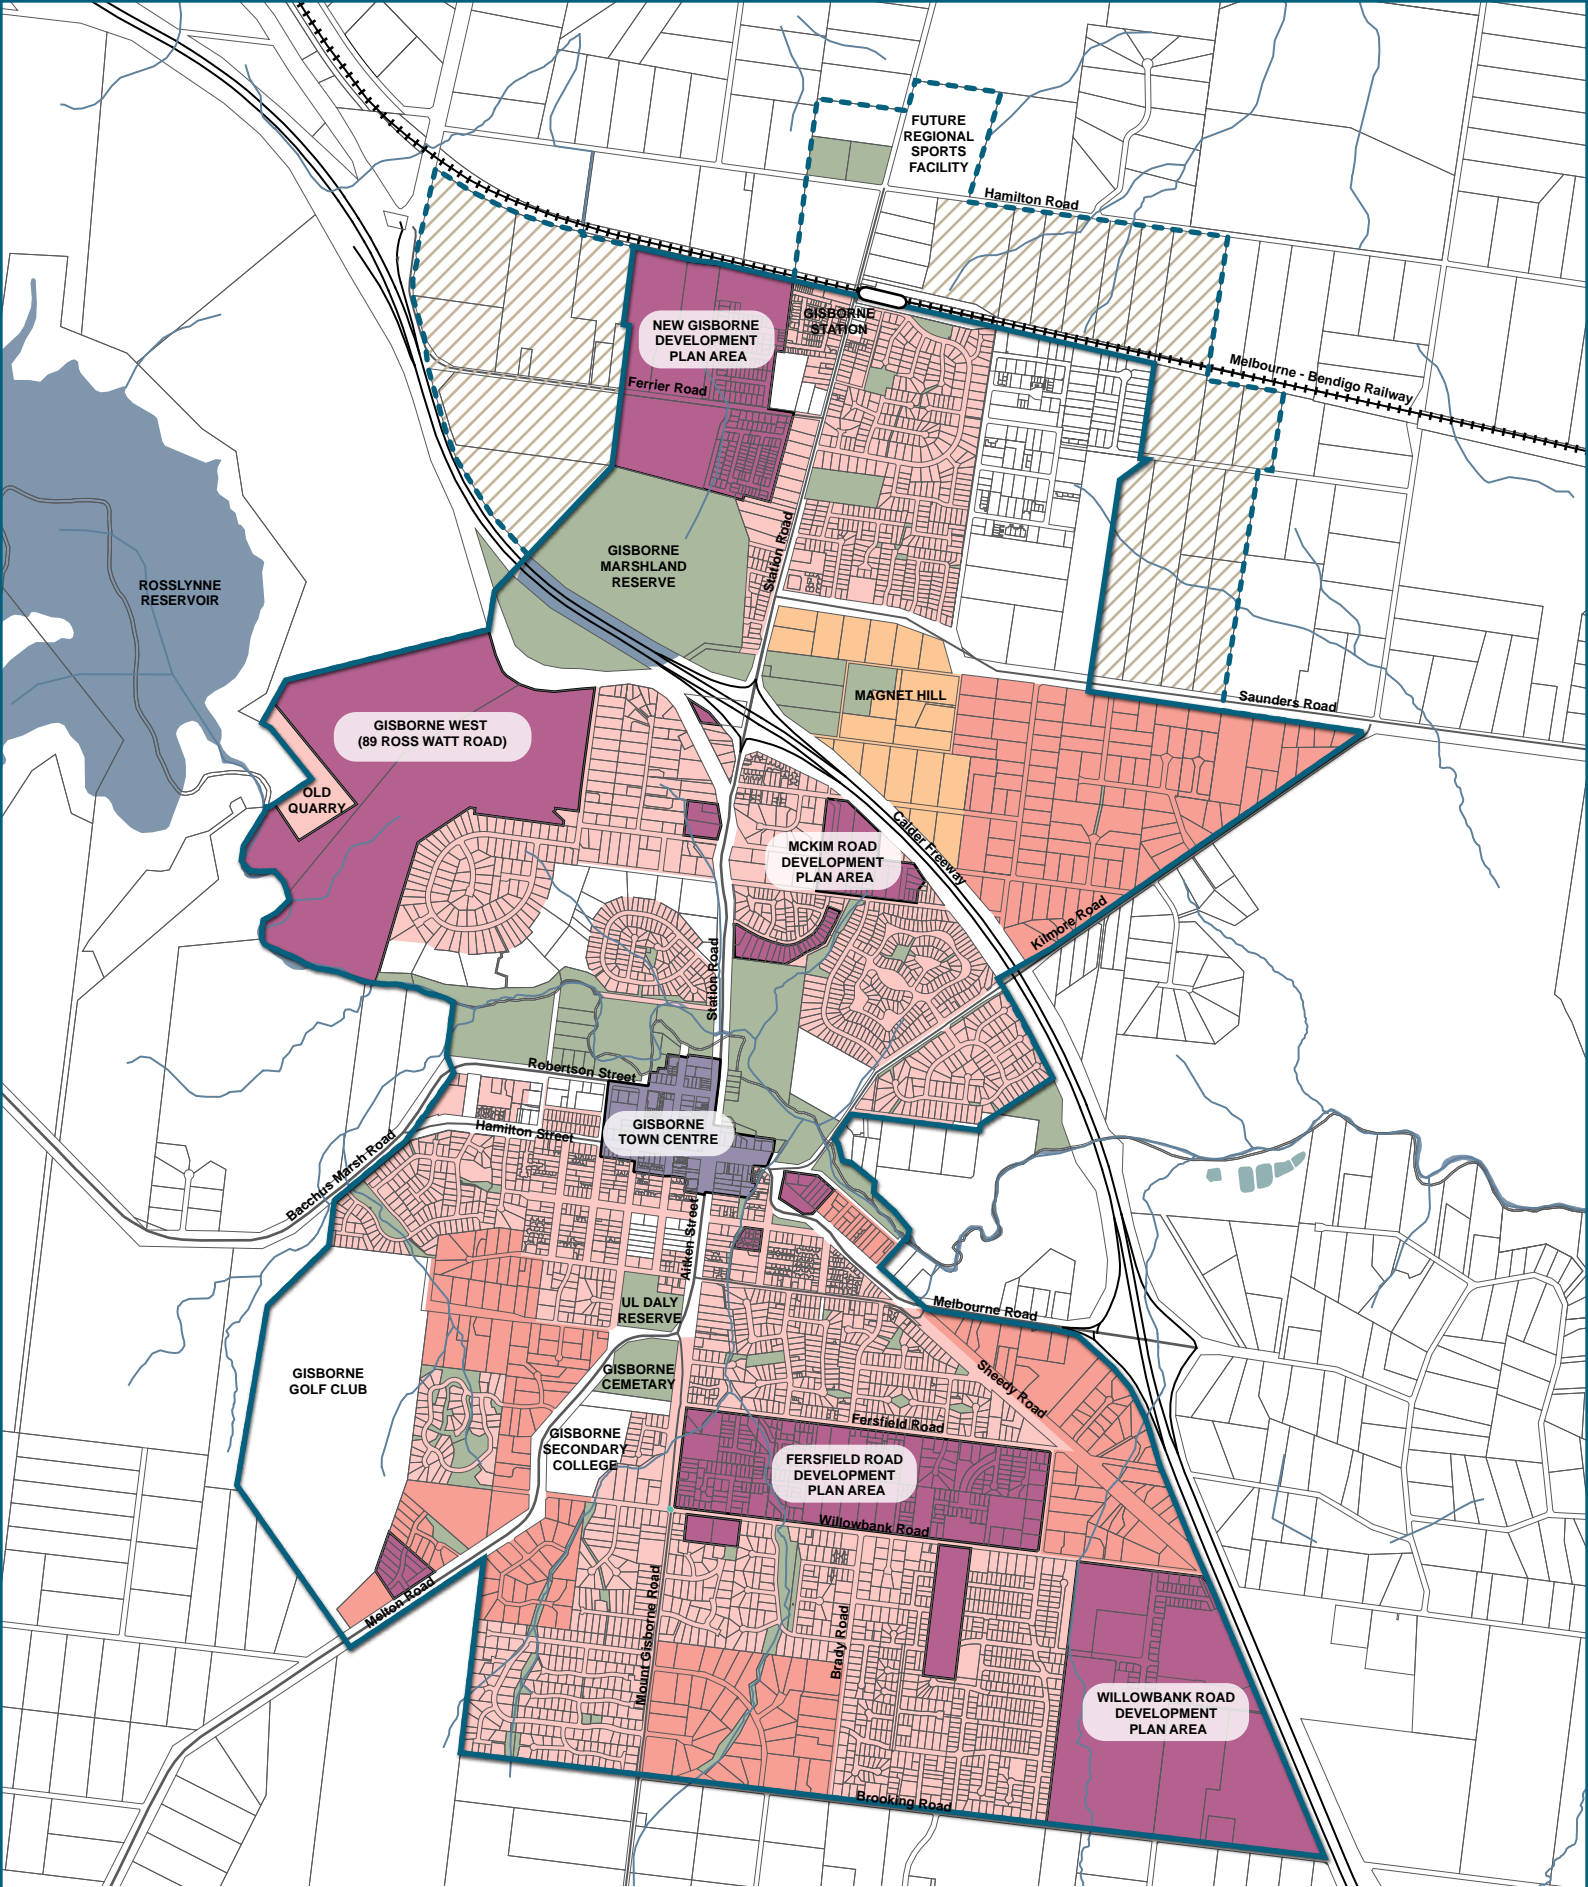 FUTURE
REGIONAL
SPORTS
FACILITY
Hamilton Road
GISBORNE
STATION
NEW GISBORNE
DEVELOPMENT
PLAN AREA
Ferrier Road
Melbourne - Bendigo Railway
Station Road
GISBORNE
MARSHLAND
RESERVE
ROSSLYNNE
RESERVOIR
MAGNET HILL
Saunders Road
GISBORNE WEST
(89 ROSS WATT ROAD)
OLD
QUARRY
Calder Freeway
MCKIM ROAD
DEVELOPMENT
PLAN AREA
Kilmore Road
Station Road
Robertson Street
Hamilton Street
GISBORNE
TOWN CENTRE
Bacchus Marsh Road
Aitken Street
UL DALY
RESERVE
Melbourne Road
GISBORNE
GOLF CLUB
GISBORNE
CEMETARY
Sheedy Road
Fersfield Road
GISBORNE
SECONDARY
COLLEGE
FERSFIELD ROAD
DEVELOPMENT
PLAN AREA
Willowbank Road
Melton Road
Mount Gisborne Road
Brady Road
WILLOWBANK ROAD
DEVELOPMENT
PLAN AREA
Brooking Road